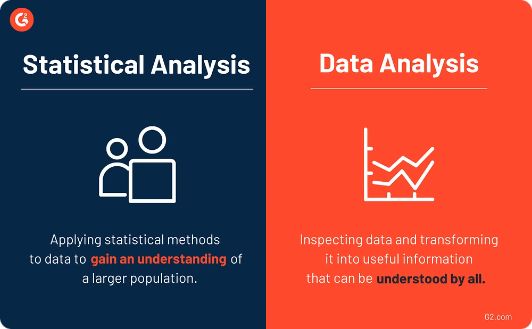 Statistical Analysis
Applying statistical methods
to data to gain an understanding of
a larger population.
Data Analysis
Inspecting data and transforming
it into useful information
that can be understood by all.
G2.com